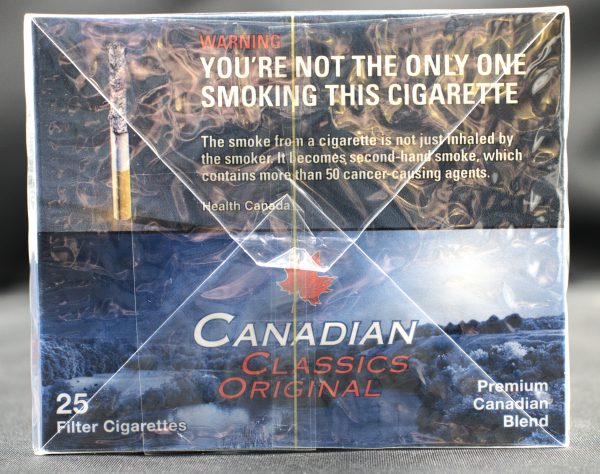 WARNING
YOU'RE NOT THE ONLY ONE
SMOKING THIS CIGARETTE
The smoke from a cigarette is not just inhaled by
the smoker. It becomes second-hand smoke, which
contains more than 50 cancer-causing agents.
Health Canada
CANADIAN
CLASSICS
ORIGINAL
25
Filter Cigarettes
Premium
Canadian
Blend